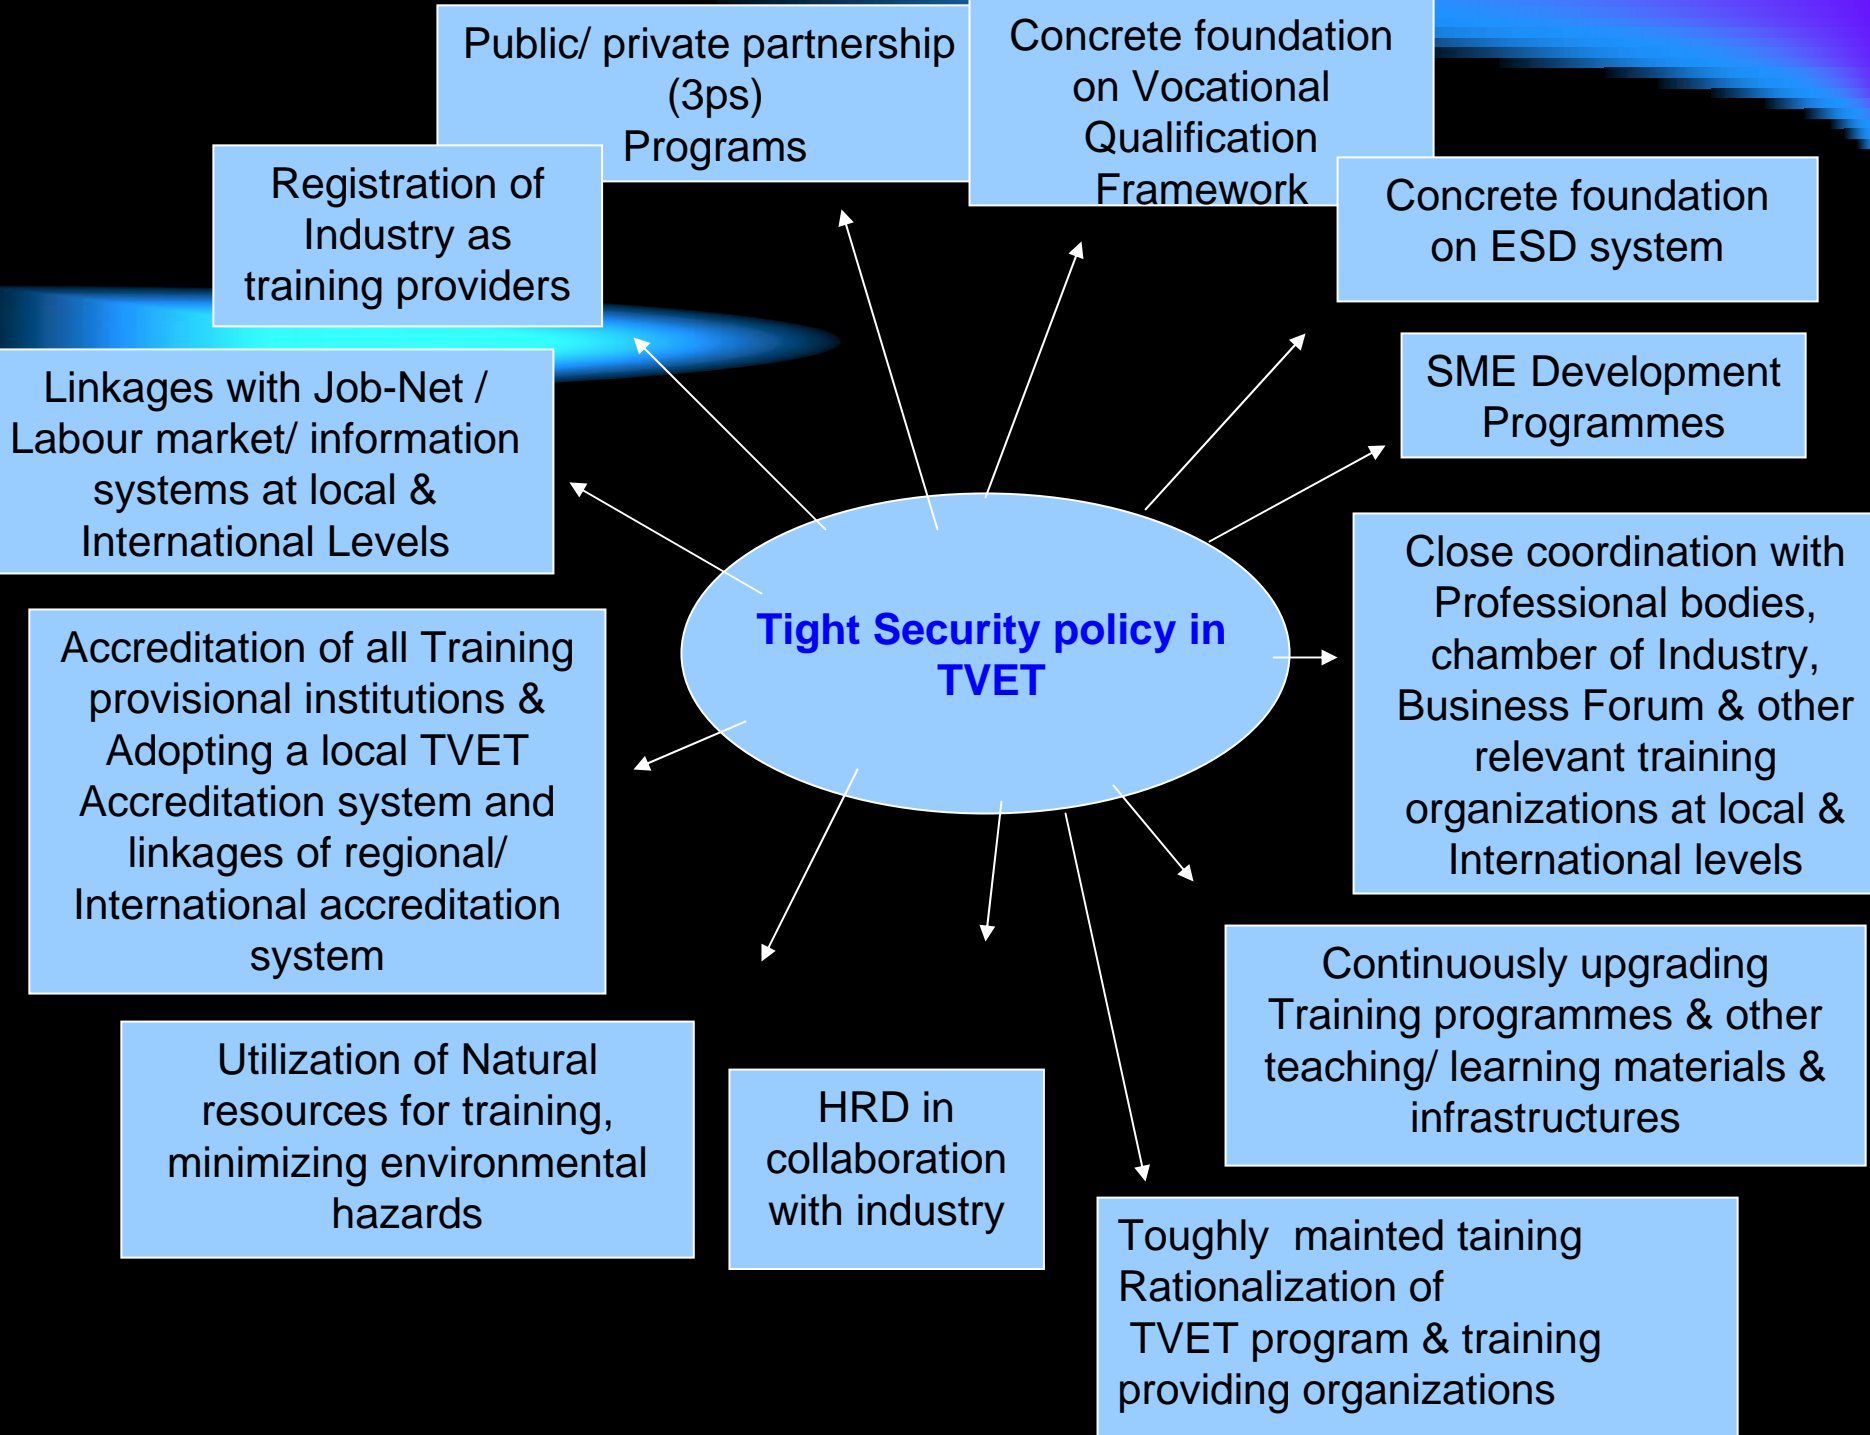 Public/ private partnership
(3ps)
Programs
Concrete foundation
on Vocational
Qualification
Framework
Registration of
Industry as
training providers
Concrete foundation
on ESD system
Linkages with Job-Net /
Labour market/ information
systems at local &
International Levels
SME Development
Programmes
Tight Security policy in
TVET
Close coordination with
Professional bodies,
chamber of Industry,
Business Forum & other
relevant training
organizations at local &
International levels
Accreditation of all Training
provisional institutions &
Adopting a local TVET
Accreditation system and
linkages of regional/
International accreditation
system
Continuously upgrading
Training programmes & other
teaching/ learning materials &
infrastructures
Utilization of Natural
resources for training,
minimizing environmental
hazards
HRD in
collaboration
with industry
Toughly  mainted taining
Rationalization of
TVET program & training
providing organizations